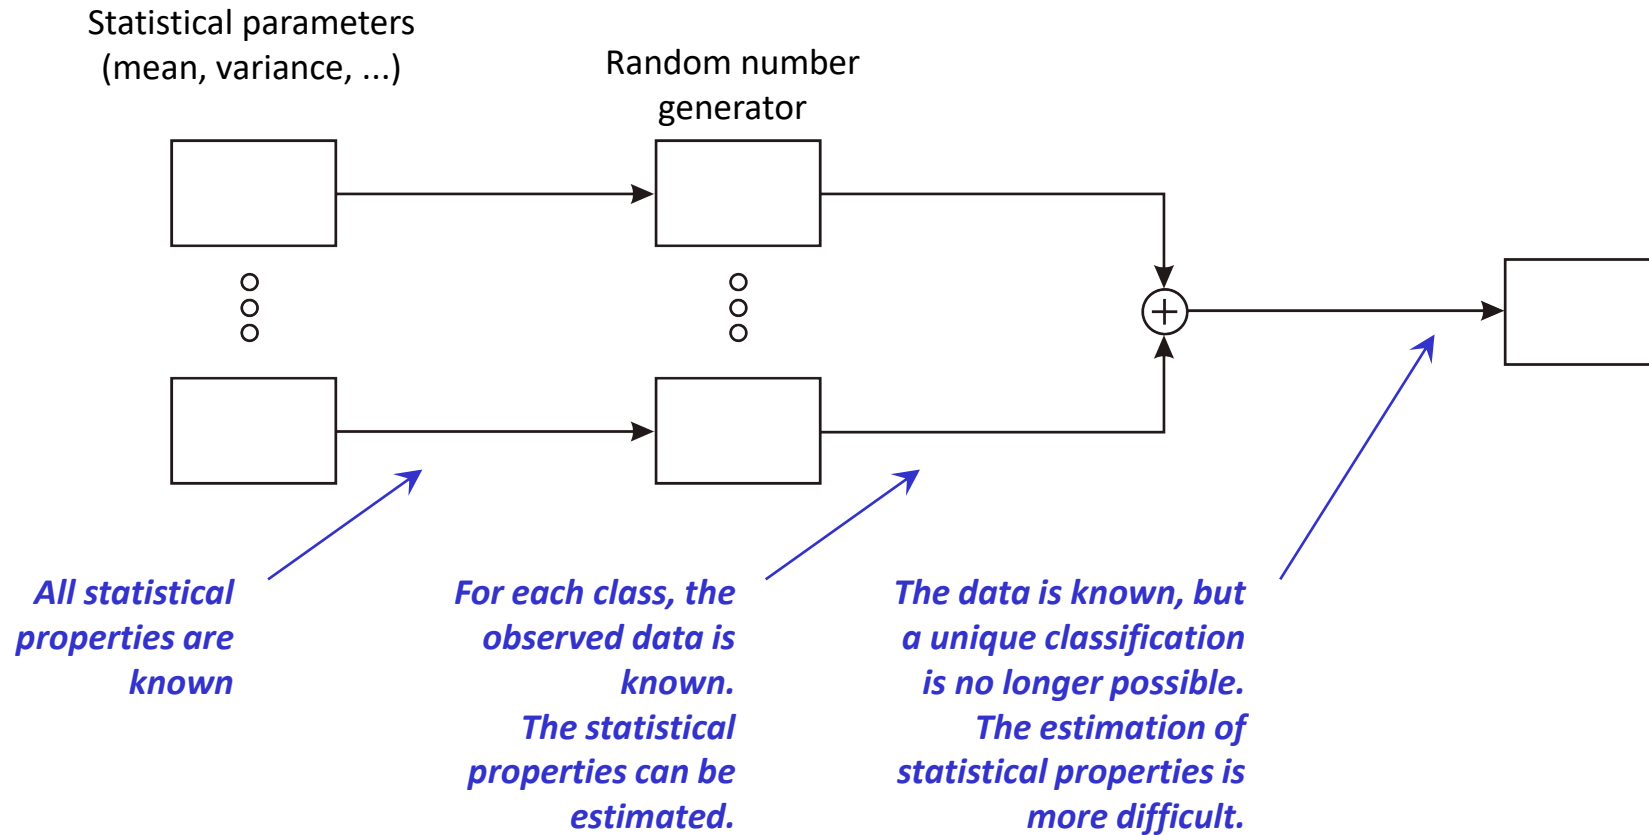 Statistical parameters
(mean, variance, ...)
Random number
generator
All statistical
properties are
known
For each class, the
observed data is
known.
The statistical
properties can be
estimated.
The data is known, but
a unique classification
is no longer possible.
The estimation of
statistical properties is
more difficult.